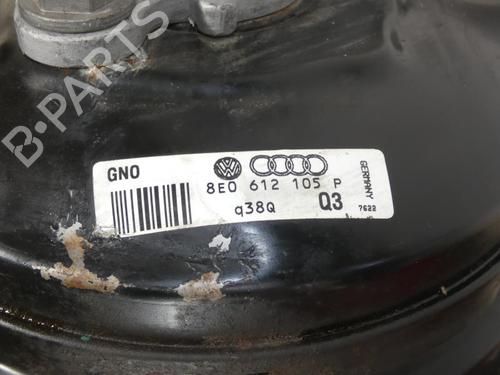 B-PARTS
GNO
8E0 612 105 P
q38Q
Q3
GERMANY
7622